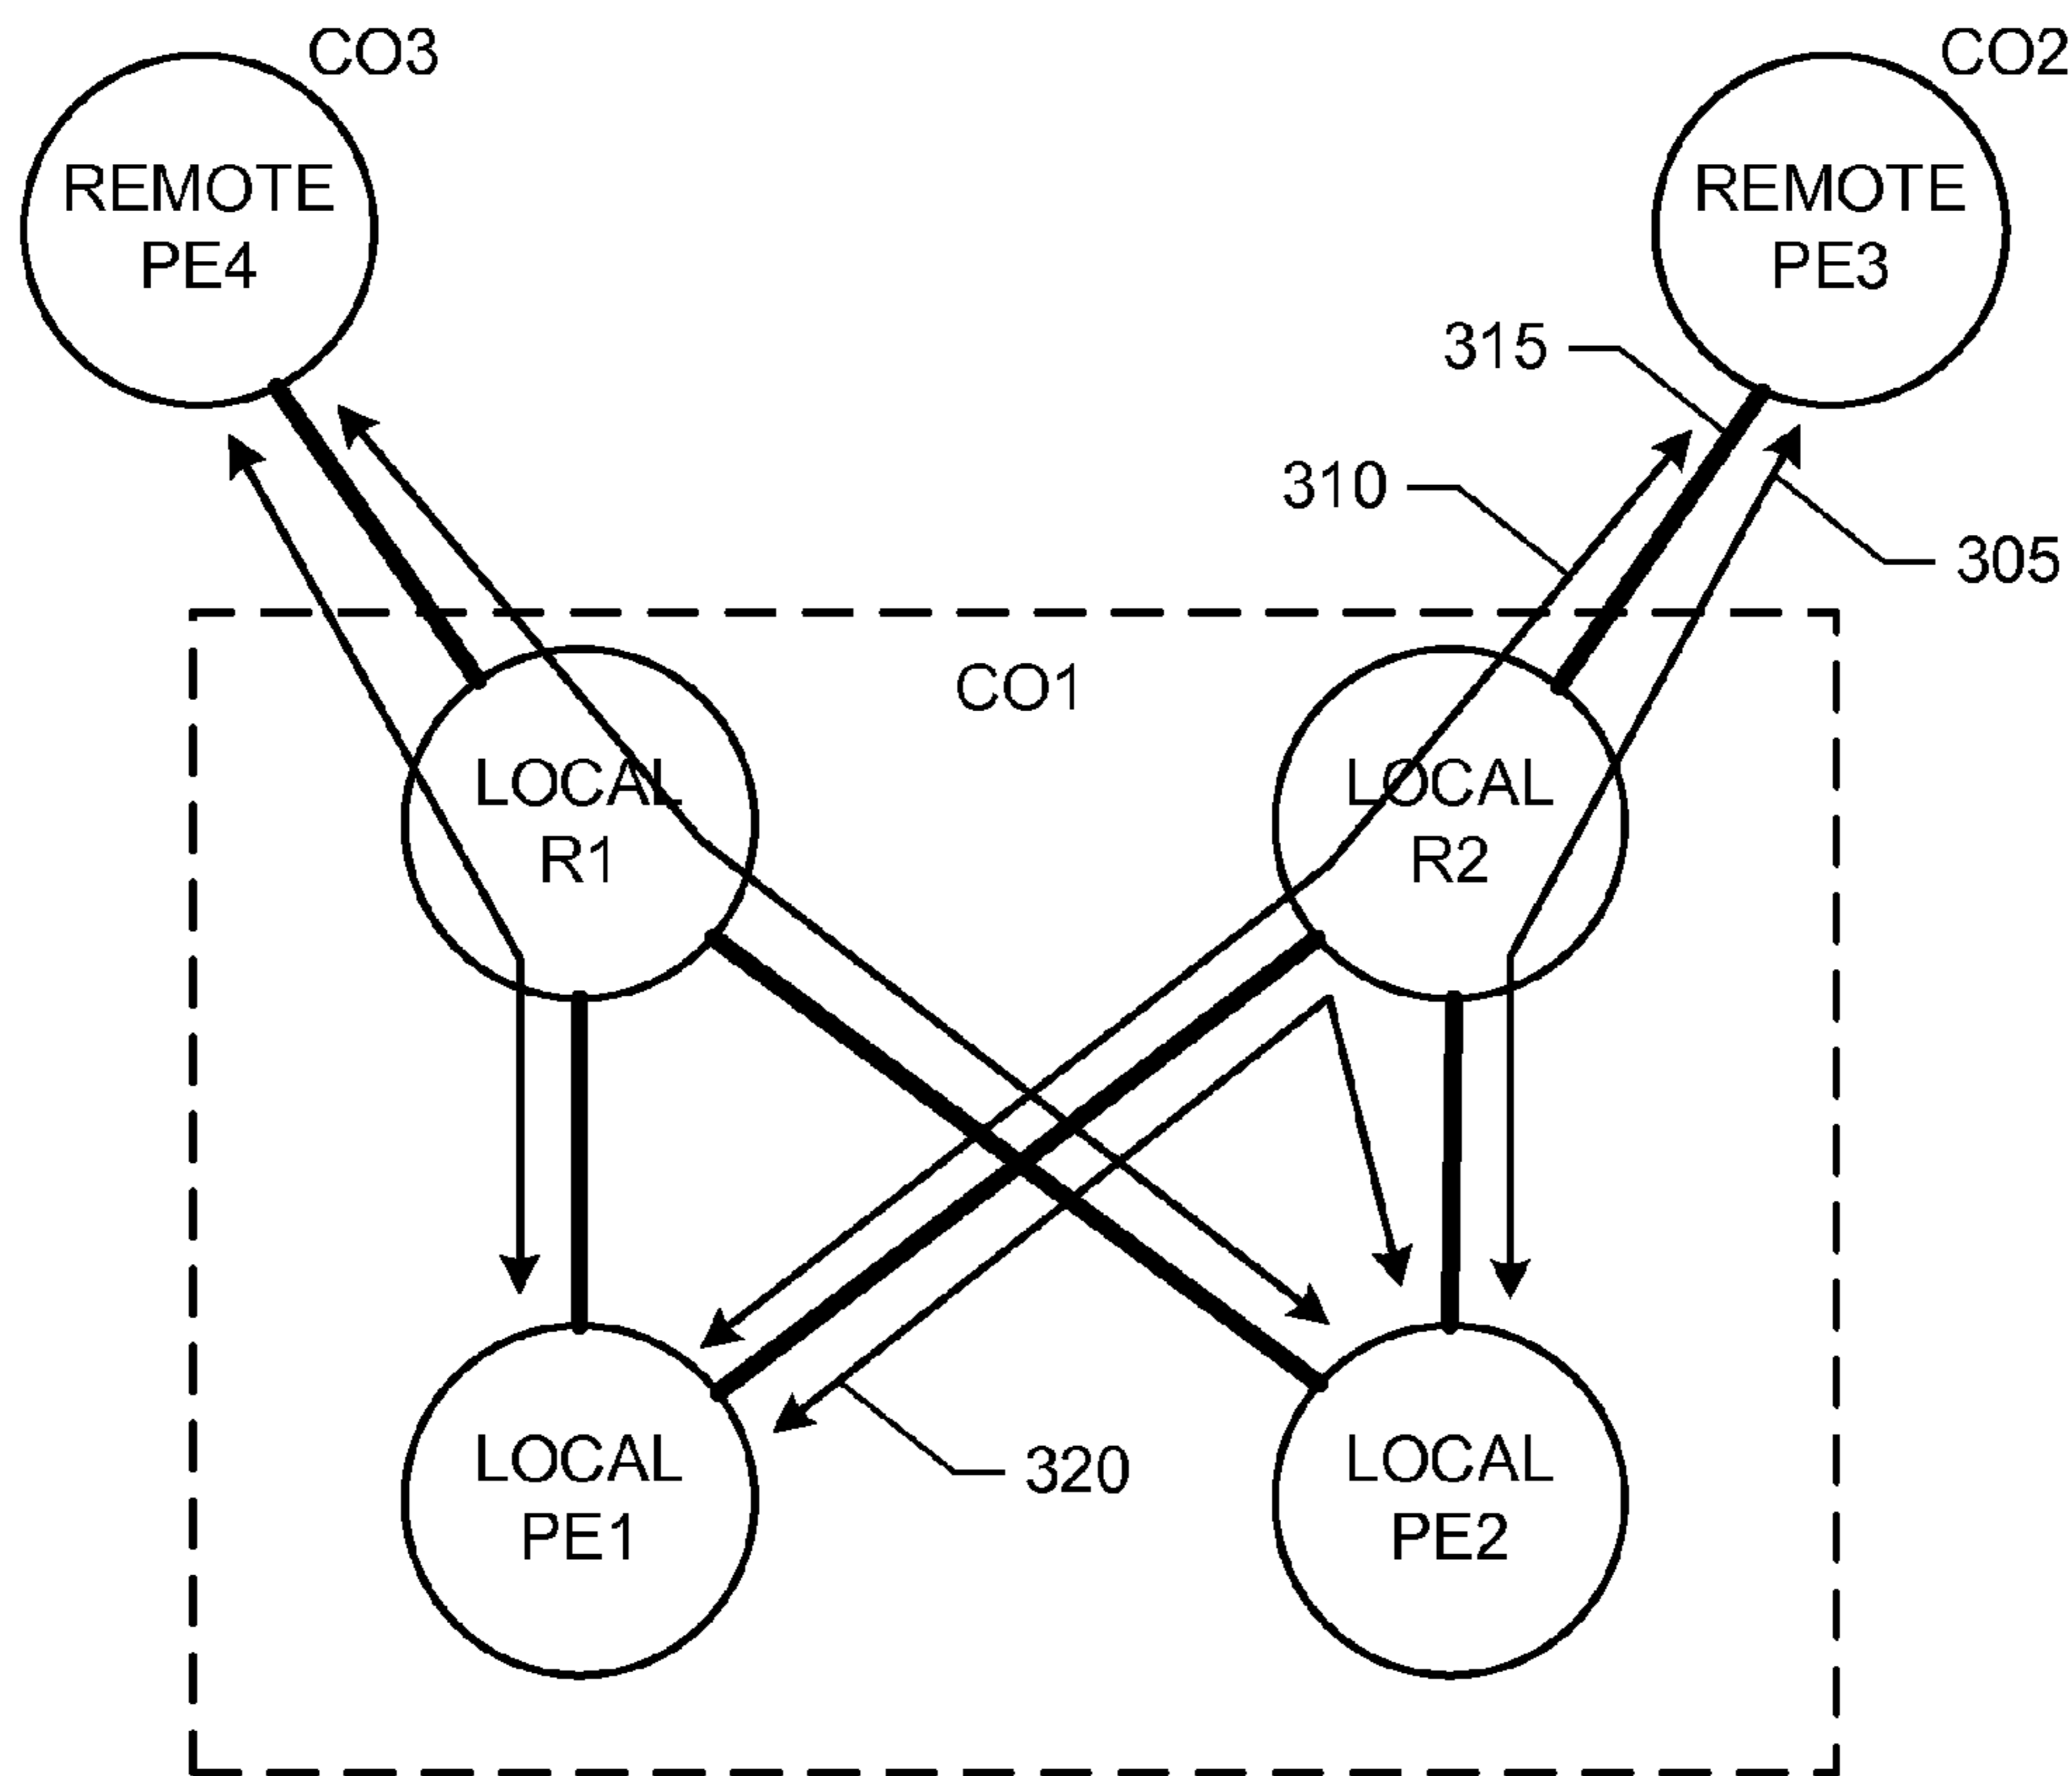 CO3
CO2
REMOTE
PE4
REMOTE
PE3
315
310
305
CO1
LOCAL
R1
LOCAL
R2
320
LOCAL
PE1
LOCAL
PE2